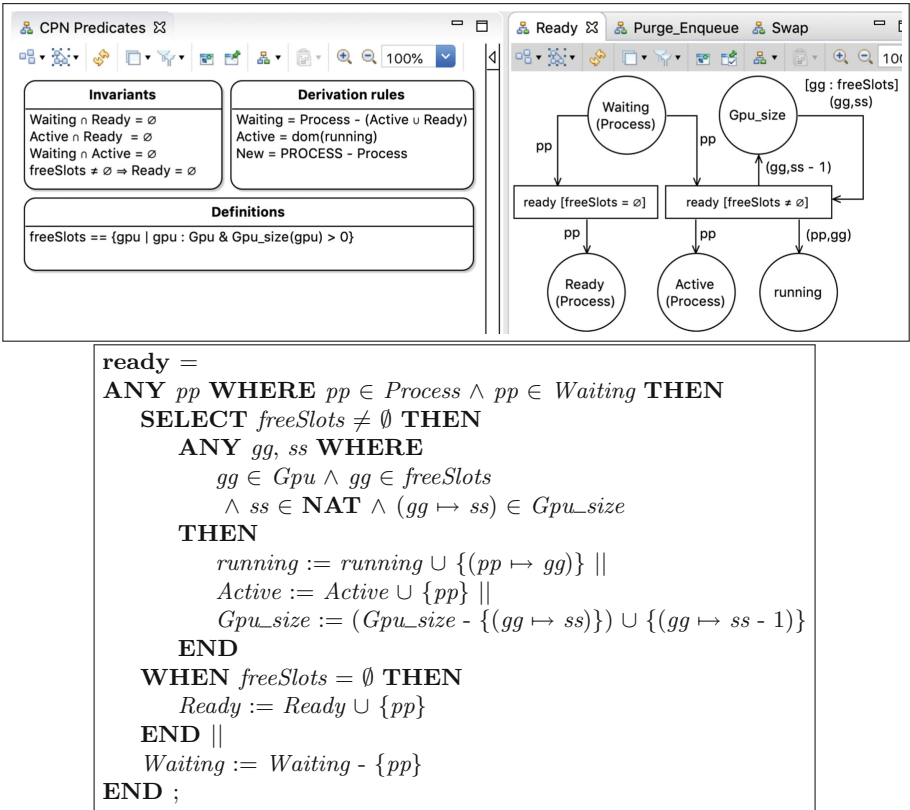 CPN Predicates
100%
Invariants
Waiting ∩ Ready = ∅
Active ∩ Ready = ∅
Waiting ∩ Active = ∅
freeSlots ≠ ∅ ⇒ Ready = ∅
Derivation rules
Waiting = Process - (Active ∪ Ready)
Active = dom(running)
New = PROCESS - Process
Definitions
freeSlots == {gpu | gpu : Gpu & Gpu_size(gpu) > 0}
Ready Purge_Enqueue Swap
100
Waiting
(Process)
Gpu_size
[gg : freeSlots]
(gg,ss)
pp
pp
(gg,ss - 1)
ready [freeSlots = ∅]
ready [freeSlots ≠ ∅]
pp
pp
(pp,gg)
Ready
(Process)
Active
(Process)
running
ready =
ANY pp WHERE pp ∈ Process ∧ pp ∈ Waiting THEN
SELECT freeSlots ≠ ∅ THEN
ANY gg, ss WHERE
gg ∈ Gpu ∧ gg ∈ freeSlots
∧ ss ∈ NAT ∧ (gg ↦ ss) ∈ Gpu_size
THEN
running := running ∪ {(pp ↦ gg)} ||
Active := Active ∪ {pp} ||
Gpu_size := (Gpu_size - {(gg ↦ ss)}) ∪ {(gg ↦ ss - 1)}
END
WHEN freeSlots = ∅ THEN
Ready := Ready ∪ {pp}
END ||
Waiting := Waiting - {pp}
END ;